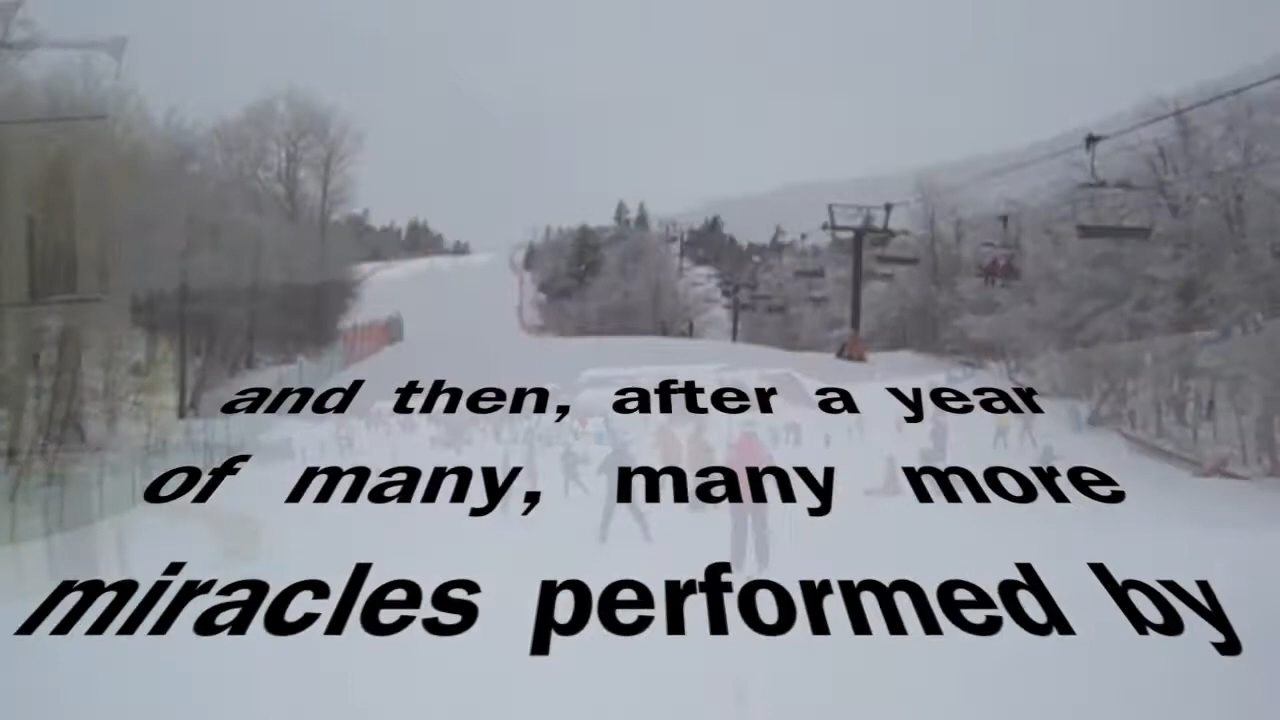 and then, after a year
of many, many more
miracles performed by